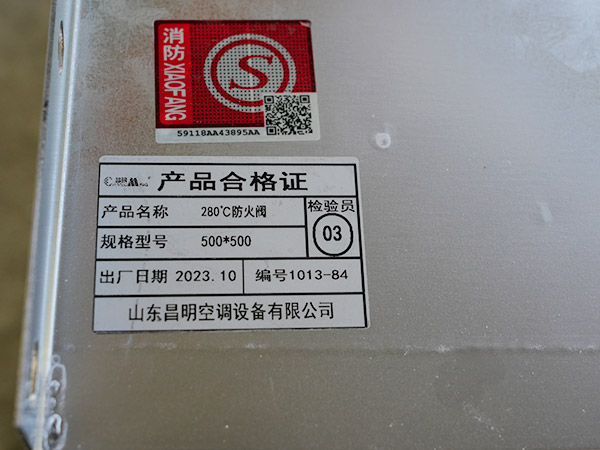 消防 XIAOFANG
S
59118AA43895AA
产品合格证
产品名称 280℃防火阀 检验员
规格型号 500*500 03
出厂日期 2023.10 编号1013-84
山东昌明空调设备有限公司